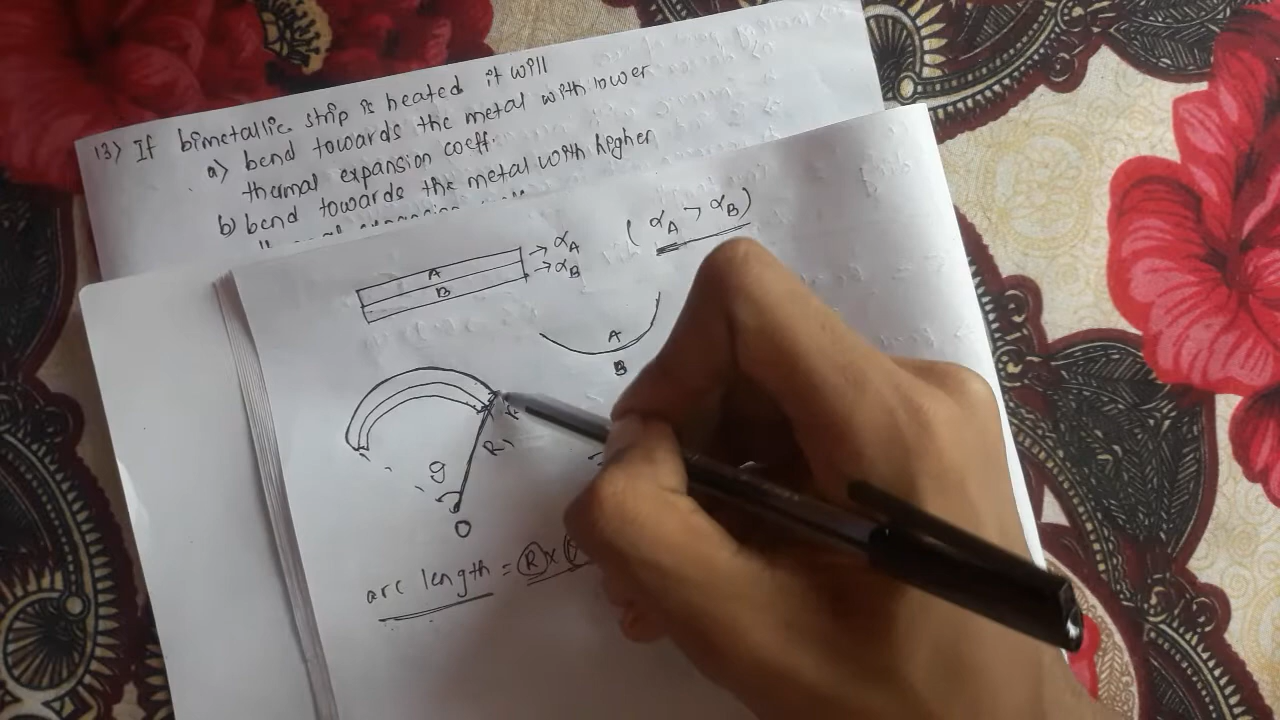 13) If bimetallic strip is heated it will
a) bend towards the metal with lower
thermal expansion coeff.
b) bend towards the metal with higher
(αA > αB)
A → αA
B → αB
A
B
R1
θ
O
arc length = R ×